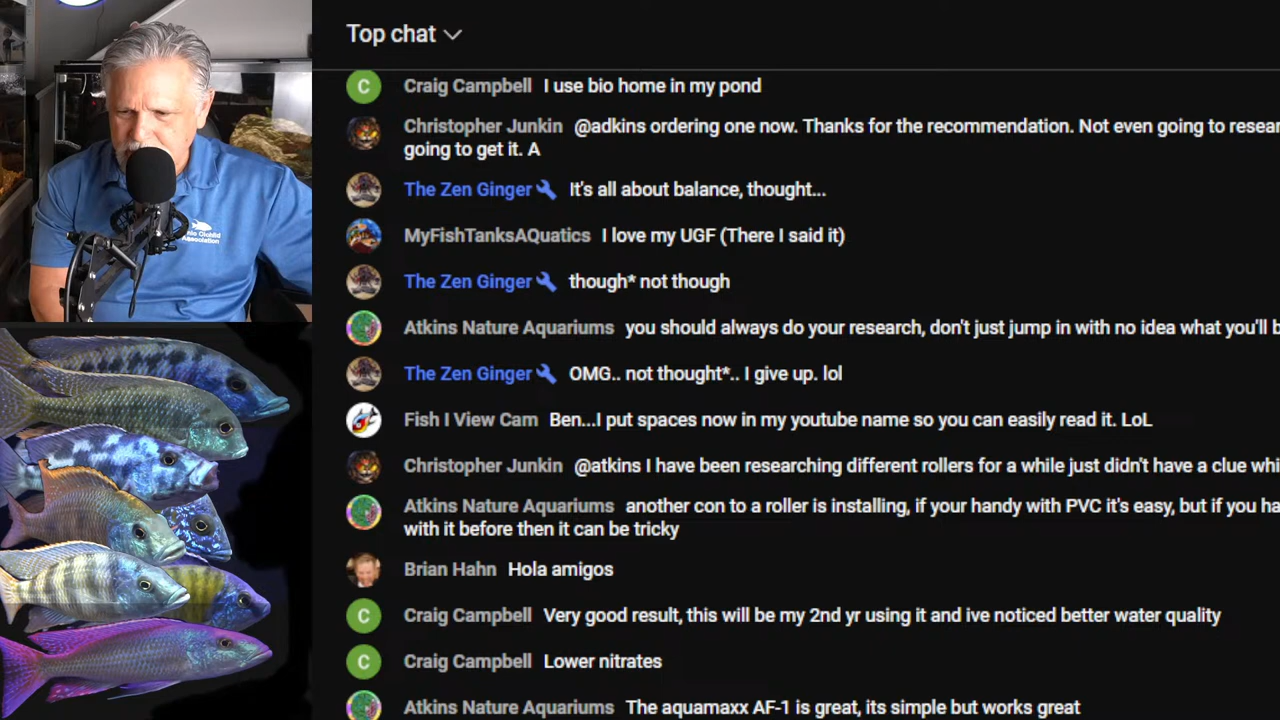 Top chat
C Craig Campbell I use bio home in my pond
Christopher Junkin @adkins ordering one now. Thanks for the recommendation. Not even going to
going to get it. A
The Zen Ginger It's all about balance, thought...
MyFishTanksAQuatics I love my UGF (There I said it)
The Zen Ginger though* not though
Atkins Nature Aquariums you should always do your research, don't just jump in with no idea what you'll
The Zen Ginger OMG.. not thought*.. I give up. lol
Fish I View Cam Ben...I put spaces now in my youtube name so you can easily read it. LoL
Christopher Junkin @atkins I have been researching different rollers for a while just didn't have a clue
Atkins Nature Aquariums another con to a roller is installing, if your handy with PVC it's easy, but if you
with it before then it can be tricky
Brian Hahn Hola amigos
C Craig Campbell Very good result, this will be my 2nd yr using it and ive noticed better water quality
C Craig Campbell Lower nitrates
Atkins Nature Aquariums The aquamaxx AF-1 is great, its simple but works great
Association